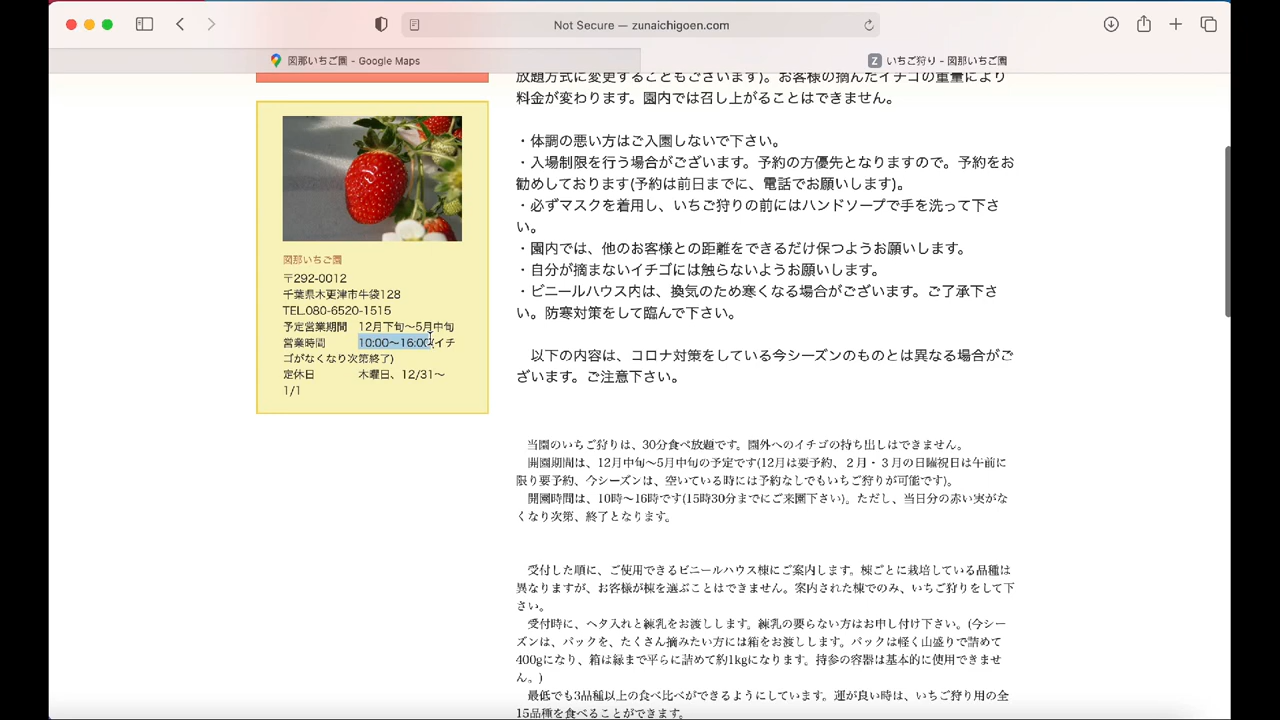 Not Secure — zunaichigoen.com
図那いちご園 - Google Maps
Z いちご狩り - 図那いちご園
放題方式に変更することもございます)。お客様の摘んだイチゴの重量により
料金が変わります。園内では召し上がることはできません。
・体調の悪い方はご入園しないで下さい。
・入場制限を行う場合がございます。予約の方優先となりますので。予約をお
勧めしております(予約は前日までに、電話でお願いします)。
・必ずマスクを着用し、いちご狩りの前にはハンドソープで手を洗って下さ
い。
・園内では、他のお客様との距離をできるだけ保つようお願いします。
・自分が摘まないイチゴには触らないようお願いします。
・ビニールハウス内は、換気のため寒くなる場合がございます。ご了承下さ
い。防寒対策をして臨んで下さい。
以下の内容は、コロナ対策をしている今シーズンのものとは異なる場合がご
ざいます。ご注意下さい。
図那いちご園
〒292-0012
千葉県木更津市牛袋128
TEL.080-6520-1515
予定営業期間 12月下旬～5月中旬
営業時間 10:00～16:00(イチ
ゴがなくなり次第終了)
定休日 木曜日、12/31～
1/1
当園のいちご狩りは、30分食べ放題です。園外へのイチゴの持ち出しはできません。
開園期間は、12月中旬～5月中旬の予定です(12月は要予約、２月・３月の日曜祝日は午前に
限り要予約、今シーズンは、空いている時には予約なしでもいちご狩りが可能です)。
開園時間は、10時～16時です(15時30分までにご来園下さい)。ただし、当日分の赤い実がな
くなり次第、終了となります。
受付した順に、ご使用できるビニールハウス棟にご案内します。棟ごとに栽培している品種は
異なりますが、お客様が棟を選ぶことはできません。案内された棟でのみ、いちご狩りをして下
さい。
受付時に、ヘタ入れと練乳をお渡しします。練乳の要らない方はお申し付け下さい。(今シー
ズンは、パックを、たくさん摘みたい方には箱をお渡しします。パックは軽く山盛りで詰めて
400gになり、箱は縁まで平らに詰めて約1kgになります。持参の容器は基本的に使用できませ
ん。)
最低でも3品種以上の食べ比べができるようにしています。運が良い時は、いちご狩り用の全
15品種を食べることができます。